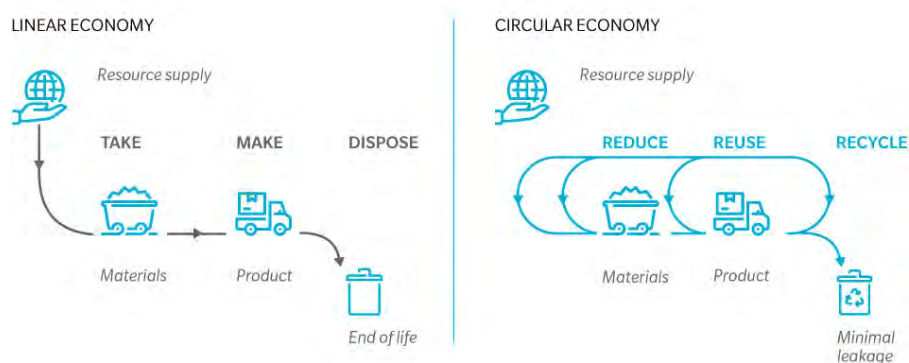 LINEAR ECONOMY
Resource supply
TAKE
MAKE
DISPOSE
Materials
Product
End of life
CIRCULAR ECONOMY
Resource supply
REDUCE
REUSE
RECYCLE
Materials
Product
Minimal
leakage